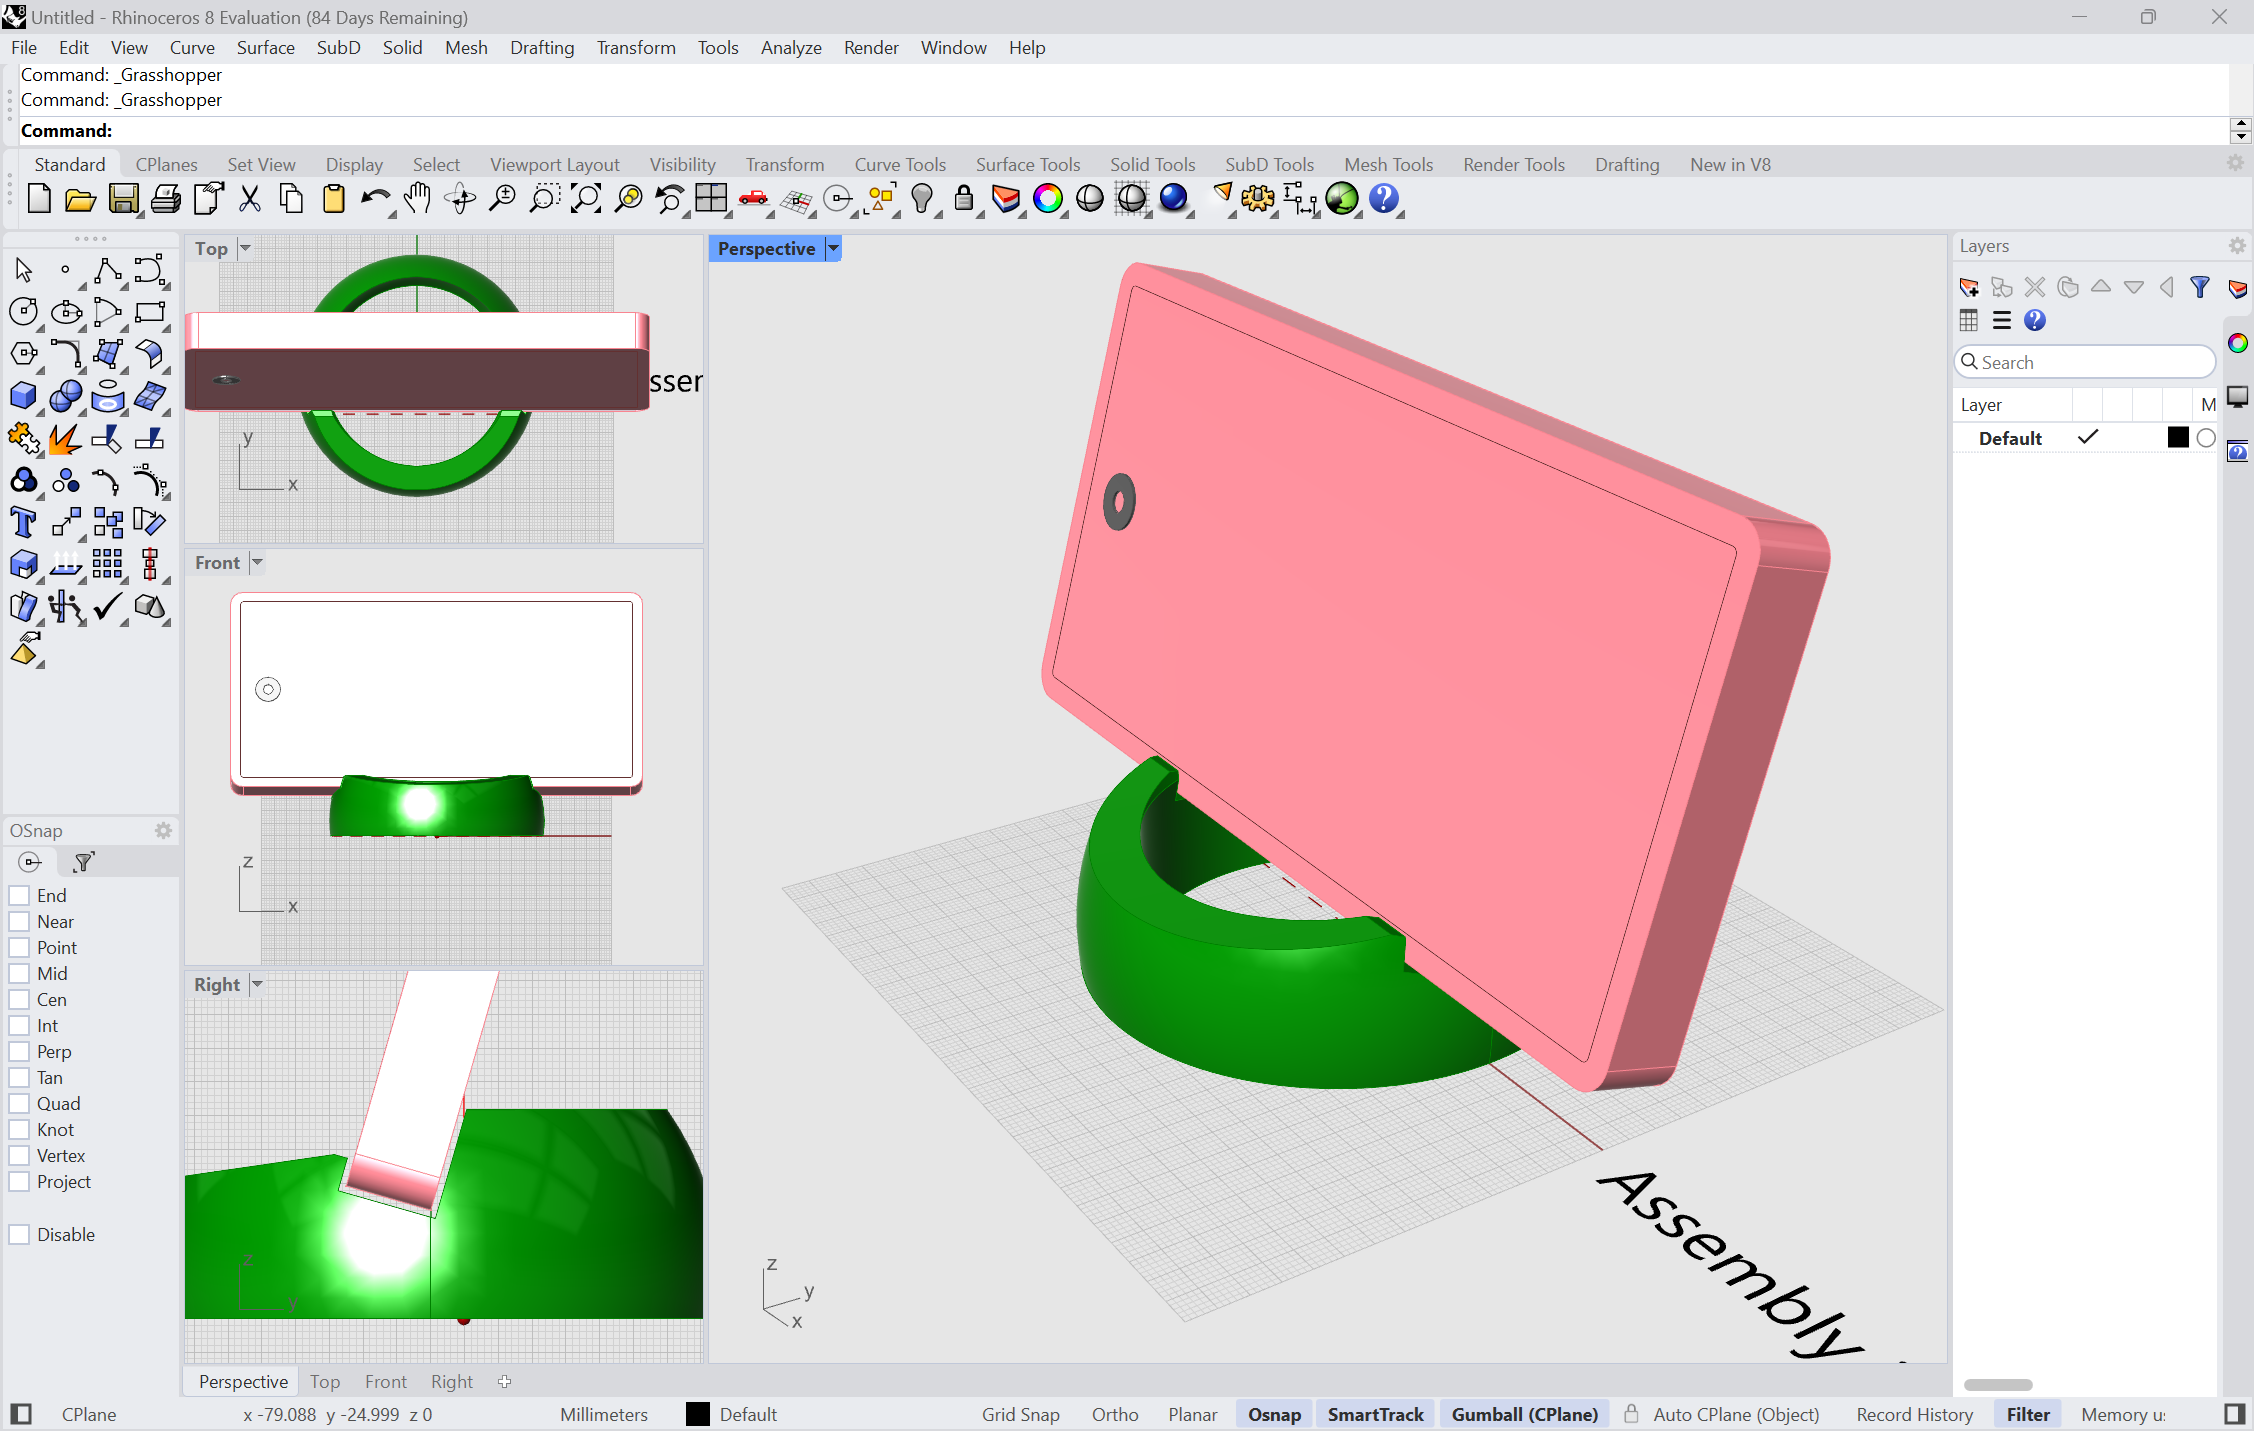 Untitled - Rhinoceros 8 Evaluation (84 Days Remaining)
File Edit View Curve Surface SubD Solid Mesh Drafting Transform Tools Analyze Render Window Help
Command: _Grasshopper
Command: _Grasshopper
Command:
Standard CPlanes Set View Display Select Viewport Layout Visibility Transform Curve Tools Surface Tools Solid Tools SubD Tools Mesh Tools Render Tools Drafting New in V8
Top
y
x
Front
z
x
Right
z
y
Perspective
z
y
x
Assembly
Layers
Search
Layer M
Default
OSnap
End
Near
Point
Mid
Cen
Int
Perp
Tan
Quad
Knot
Vertex
Project
Disable
Perspective Top Front Right
CPlane x -79.088 y -24.999 z 0 Millimeters Default Grid Snap Ortho Planar Osnap SmartTrack Gumball (CPlane) Auto CPlane (Object) Record History Filter Memory u